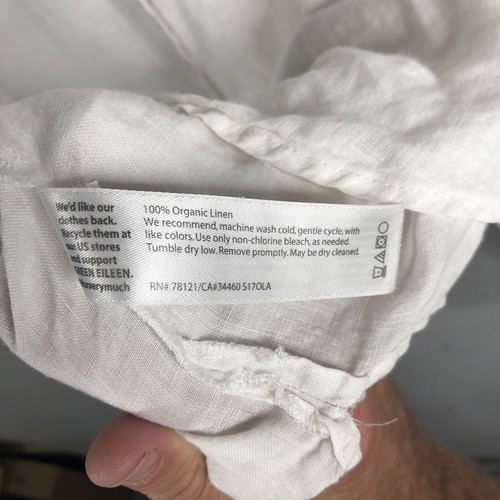 We'd like our
clothes back.
Recycle them at
our US stores
and support
GREEN EILEEN.
verymuch
100% Organic Linen
We recommend, machine wash cold, gentle cycle, with
like colors. Use only non-chlorine bleach, as needed.
Tumble dry low. Remove promptly. May be dry cleaned.
RN# 78121/CA#34460 S17OLA